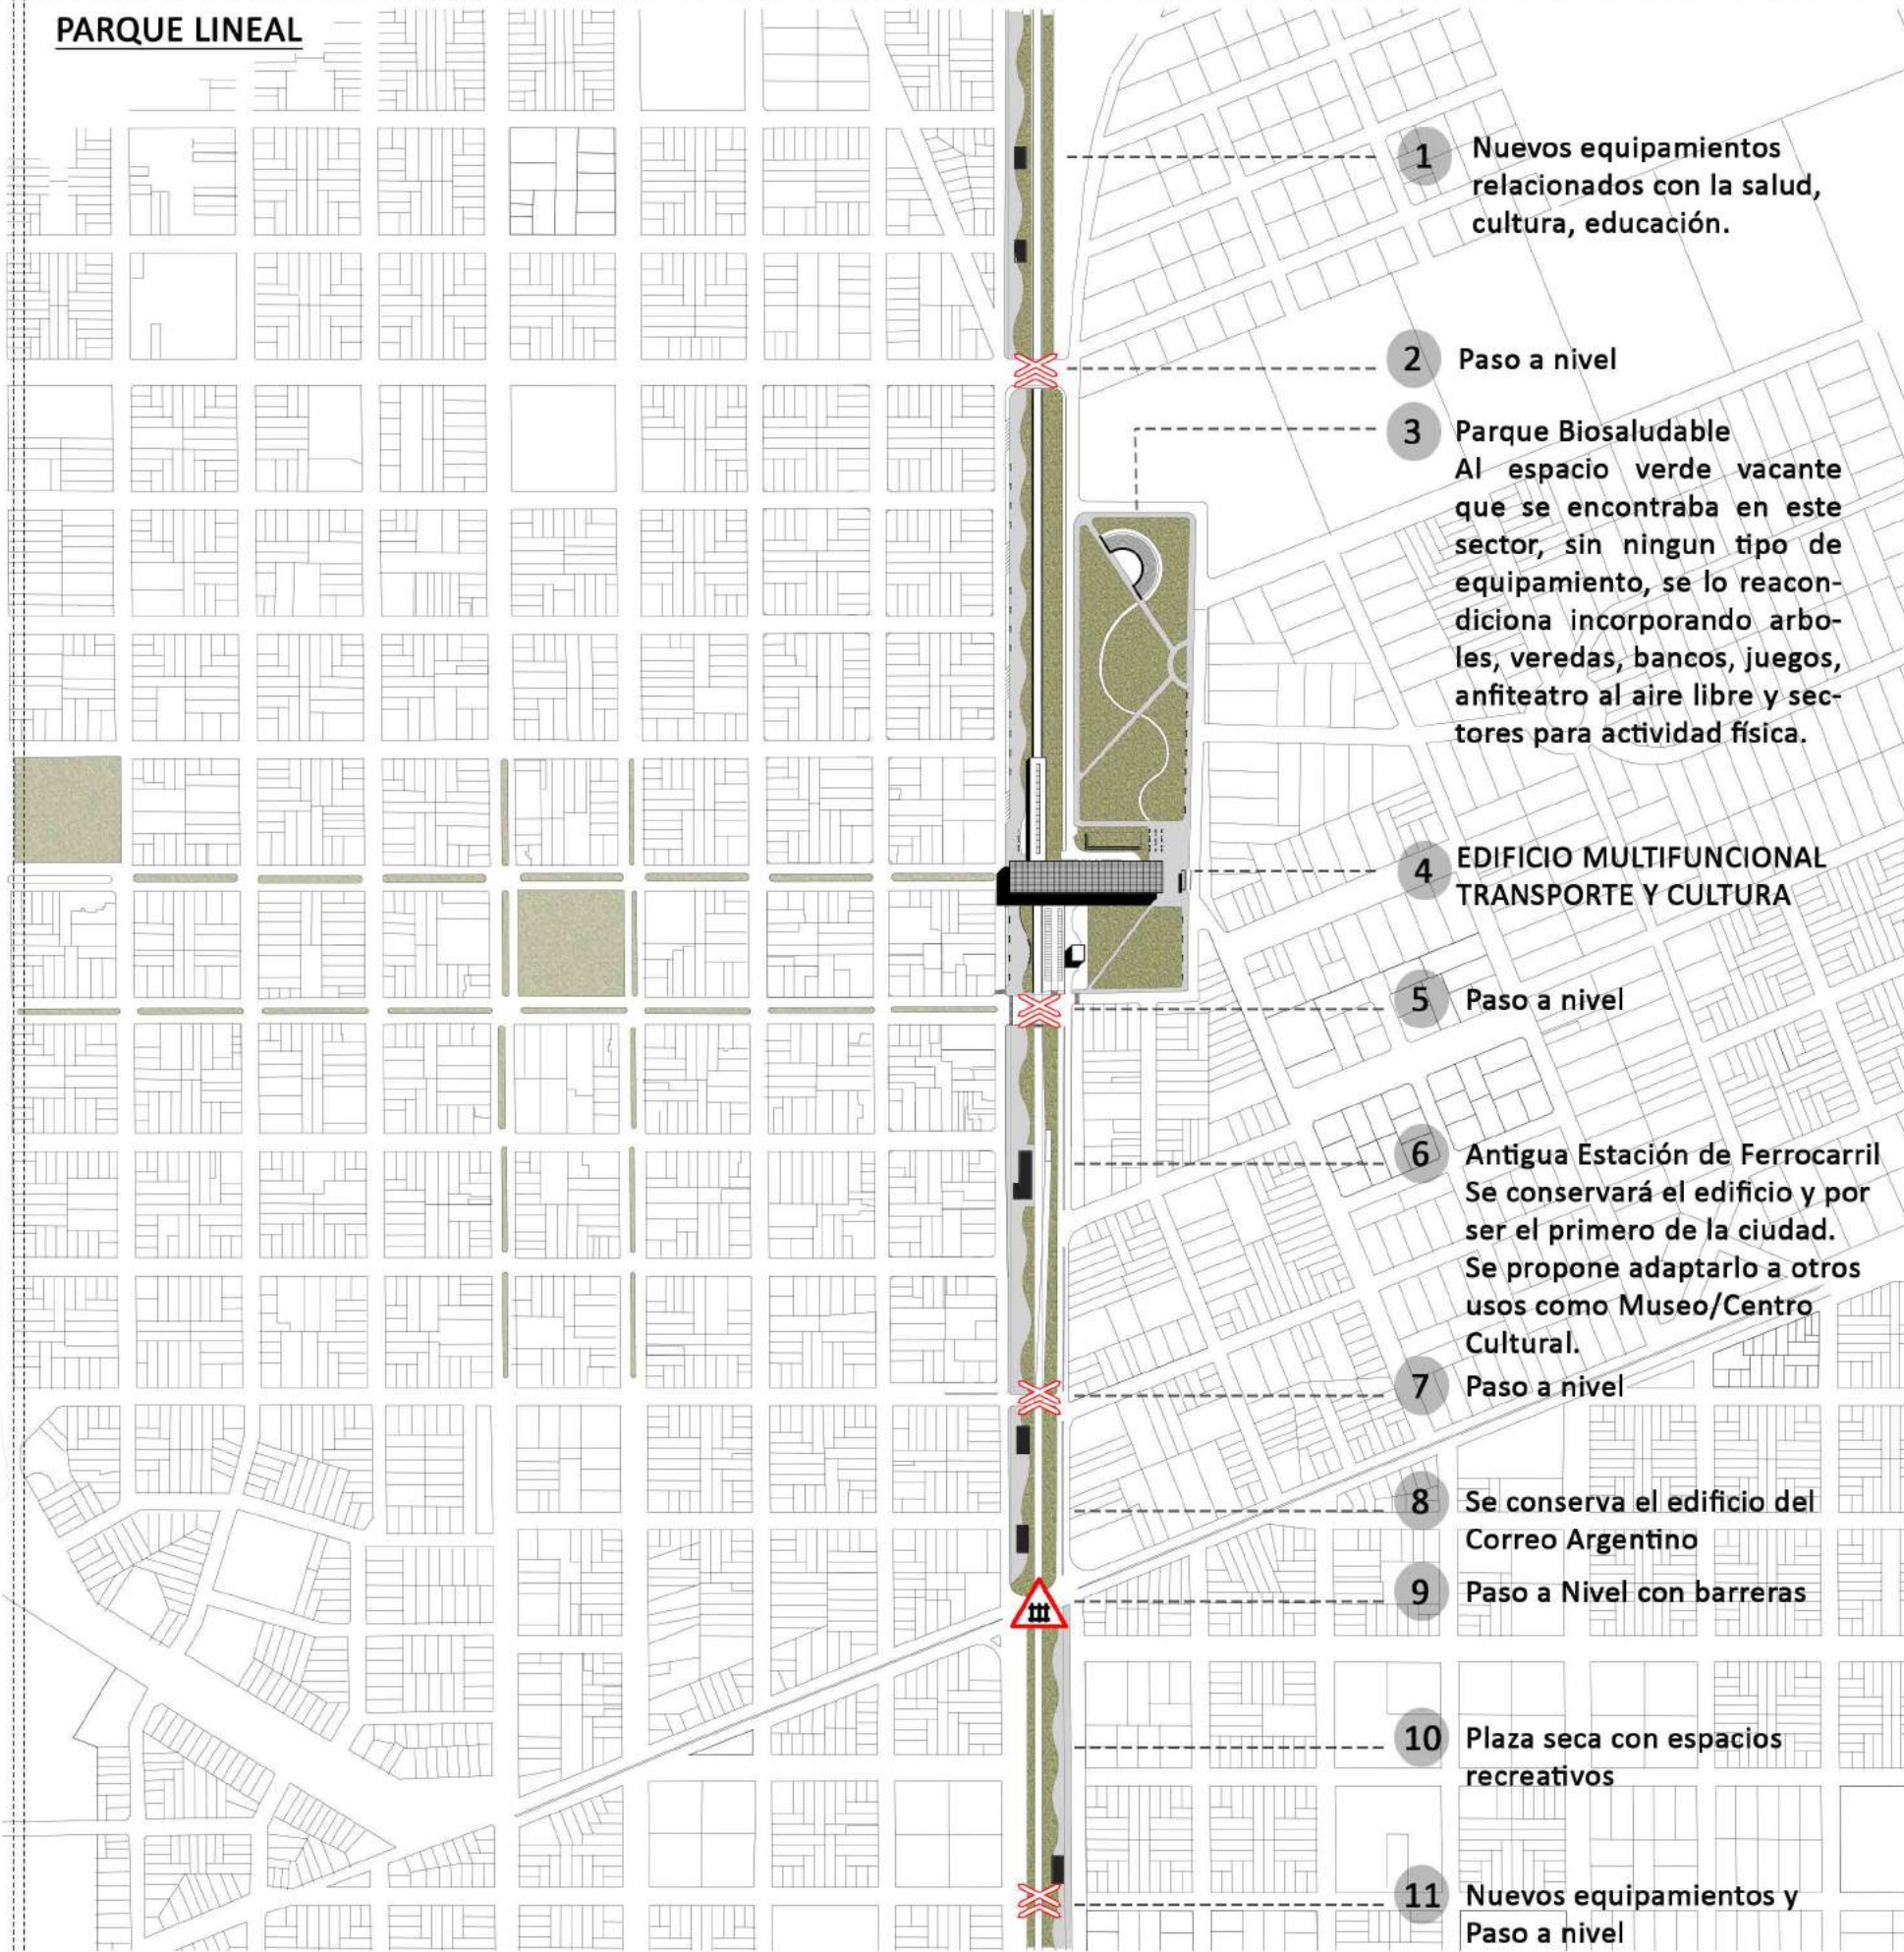 PARQUE LINEAL
1 Nuevos equipamientos
relacionados con la salud,
cultura, educación.
2 Paso a nivel
3 Parque Biosaludable
Al espacio verde vacante
que se encontraba en este
sector, sin ningun tipo de
equipamiento, se lo reacon-
diciona incorporando arbo-
les, veredas, bancos, juegos,
anfiteatro al aire libre y sec-
tores para actividad física.
4 EDIFICIO MULTIFUNCIONAL
TRANSPORTE Y CULTURA
5 Paso a nivel
6 Antigua Estación de Ferrocarril
Se conservará el edificio y por
ser el primero de la ciudad.
Se propone adaptarlo a otros
usos como Museo/Centro
Cultural.
7 Paso a nivel
8 Se conserva el edificio del
Correo Argentino
9 Paso a Nivel con barreras
10 Plaza seca con espacios
recreativos
11 Nuevos equipamientos y
Paso a nivel